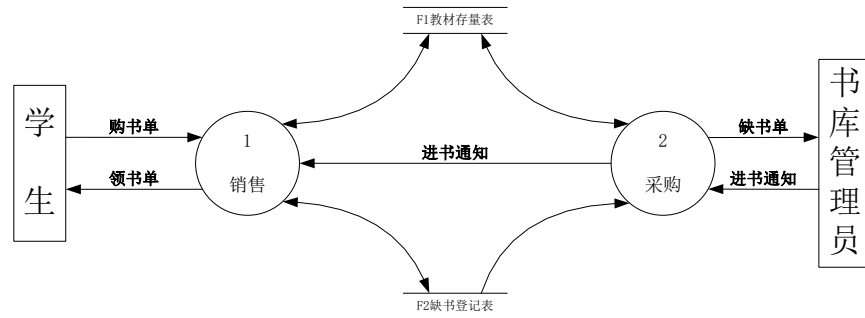 F1教材存量表
学生
购书单
领书单
1
销售
进书通知
2
采购
缺书单
进书通知
书库管理员
F2缺书登记表